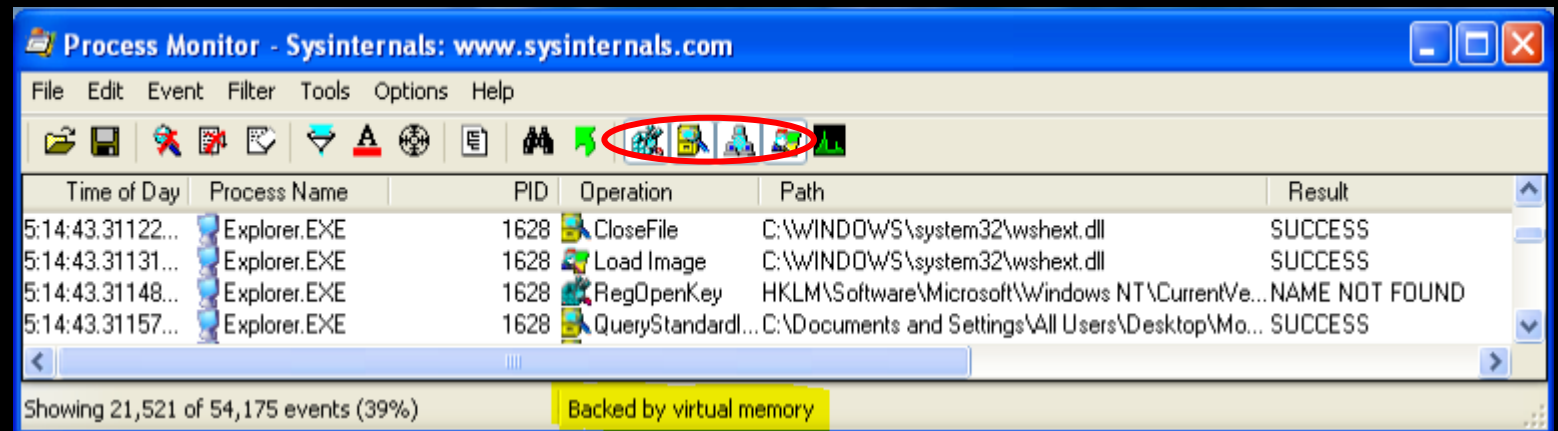 Process Monitor - Sysinternals: www.sysinternals.com
File Edit Event Filter Tools Options Help
Time of Day Process Name PID Operation Path Result
5:14:43.31122... Explorer.EXE 1628 CloseFile C:\WINDOWS\system32\wshext.dll SUCCESS
5:14:43.31131... Explorer.EXE 1628 Load Image C:\WINDOWS\system32\wshext.dll SUCCESS
5:14:43.31148... Explorer.EXE 1628 RegOpenKey HKLM\Software\Microsoft\Windows NT\CurrentVe... NAME NOT FOUND
5:14:43.31157... Explorer.EXE 1628 QueryStandardI... C:\Documents and Settings\All Users\Desktop\Mo... SUCCESS
Showing 21,521 of 54,175 events (39%) Backed by virtual memory